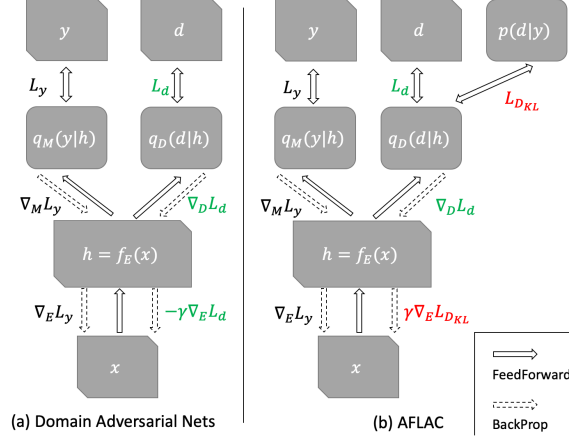 y d
L_y L_d
q_M(y|h) q_D(d|h)
∇_M L_y ∇_D L_d
h = f_E(x)
∇_E L_y −γ∇_E L_d
x
(a) Domain Adversarial Nets
y d p(d|y)
L_y L_d L_{D_{KL}}
q_M(y|h) q_D(d|h)
∇_M L_y ∇_D L_d
h = f_E(x)
∇_E L_y γ∇_E L_{D_{KL}}
x
(b) AFLAC
FeedForward
BackProp